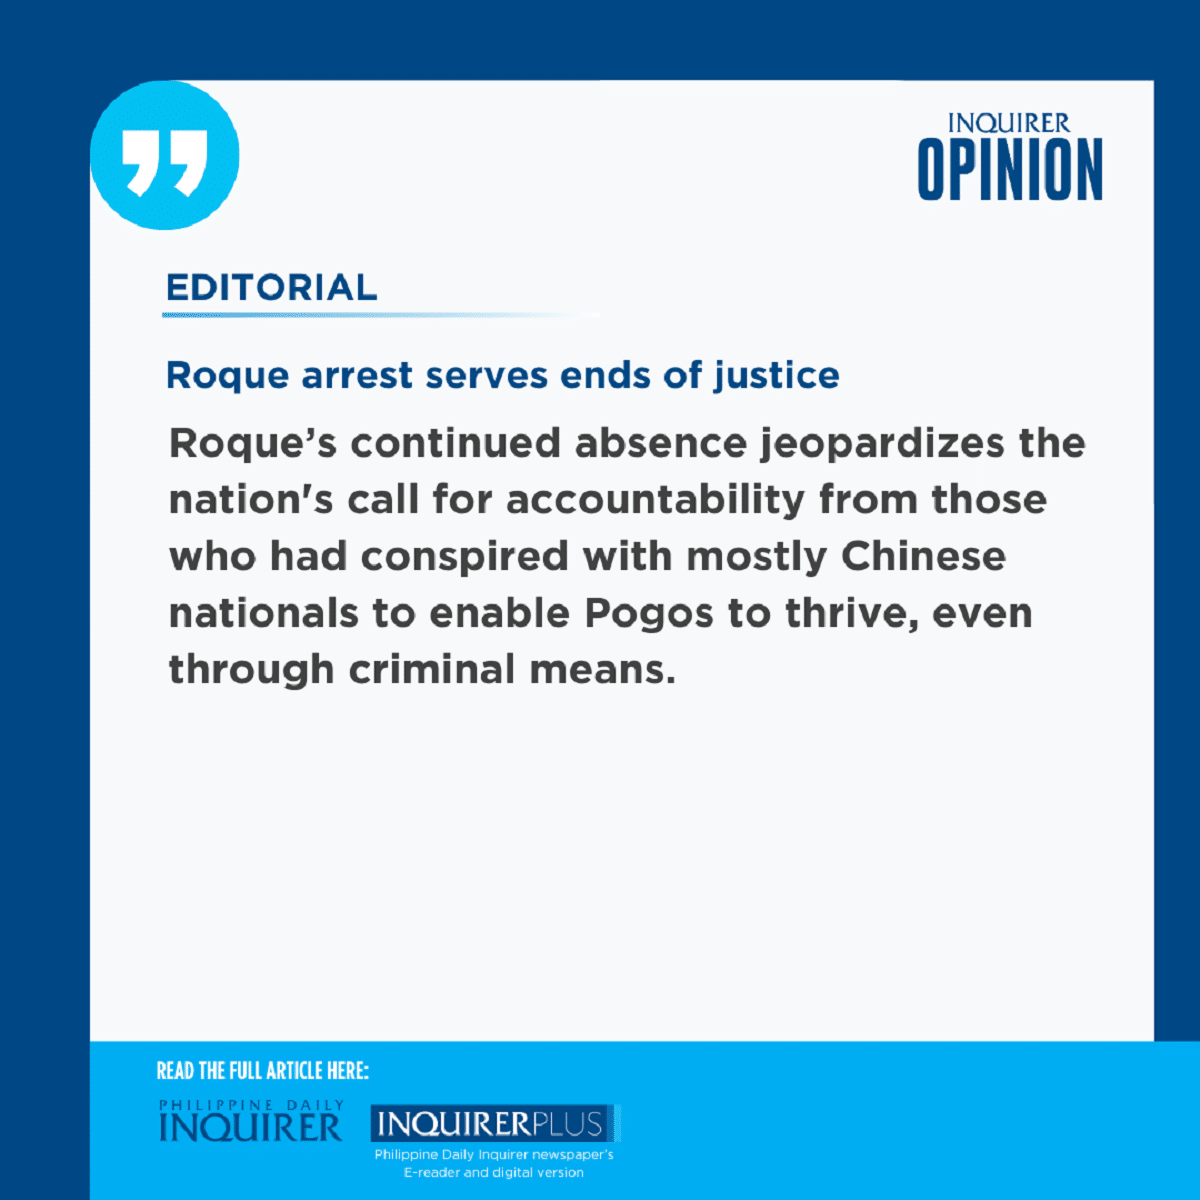 INQUIRER
OPINION
EDITORIAL
Roque arrest serves ends of justice
Roque’s continued absence jeopardizes the
nation's call for accountability from those
who had conspired with mostly Chinese
nationals to enable Pogos to thrive, even
through criminal means.
READ THE FULL ARTICLE HERE:
PHILIPPINE DAILY
INQUIRER
INQUIRERPLUS
Philippine Daily Inquirer newspaper's
E-reader and digital version